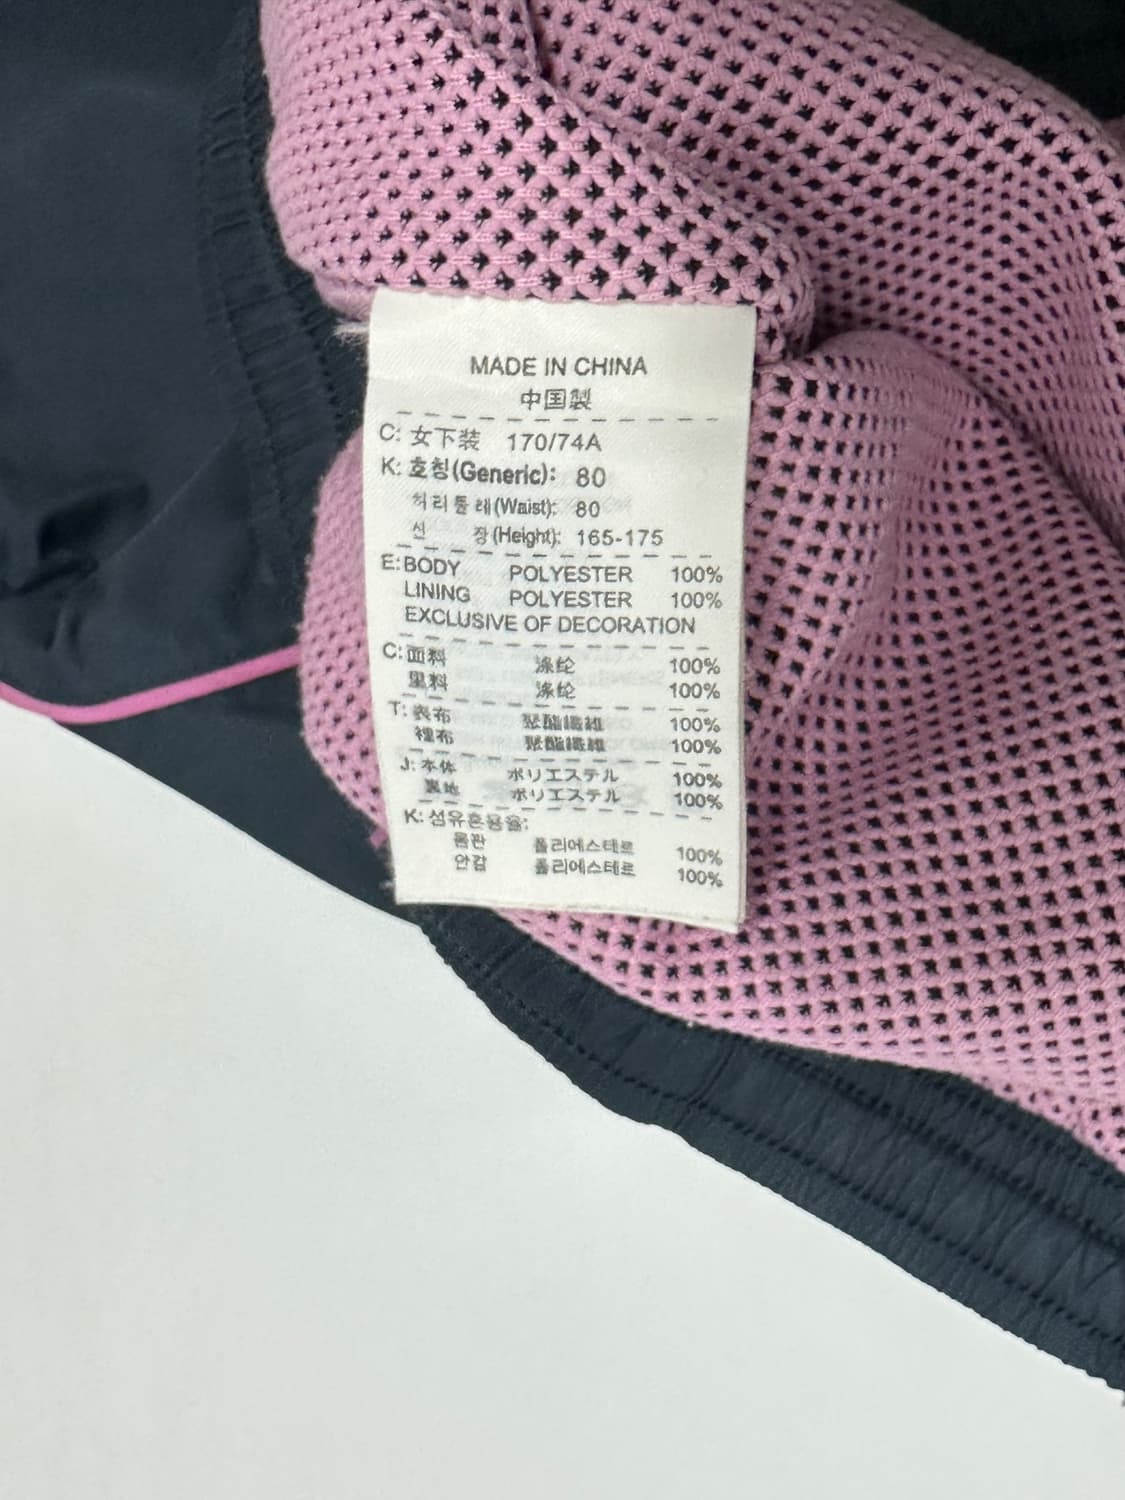 MADE IN CHINA
中国製
C: 女下装 170/74A
K: 호칭(Generic): 80
허리둘레(Waist): 80
신 장(Height): 165-175
E: BODY POLYESTER 100%
LINING POLYESTER 100%
EXCLUSIVE OF DECORATION
C: 面料 涤纶 100%
里料 涤纶 100%
T: 表布 聚酯纖維 100%
裡布 聚酯纖維 100%
J: 本体 ポリエステル 100%
裏地 ポリエステル 100%
K: 섬유혼용율:
몸판 폴리에스테르 100%
안감 폴리에스테르 100%